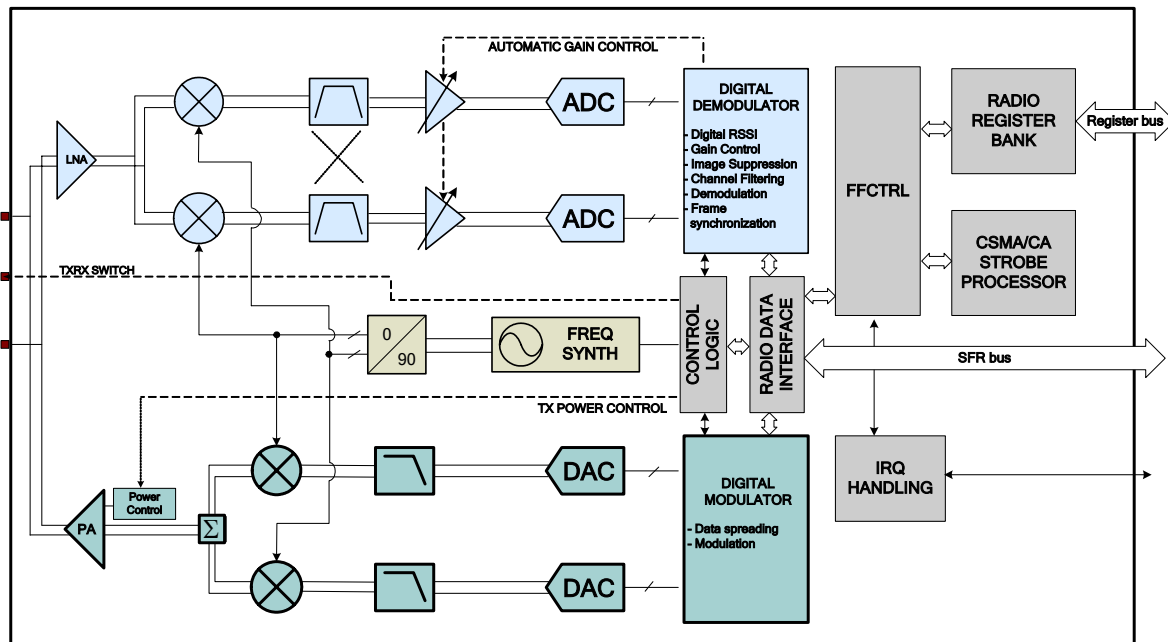 AUTOMATIC GAIN CONTROL
LNA
ADC
ADC
DIGITAL
DEMODULATOR
- Digital RSSI
- Gain Control
- Image Suppression
- Channel Filtering
- Demodulation
- Frame
synchronization
FFCTRL
RADIO
REGISTER
BANK
Register bus
CSMA/CA
STROBE
PROCESSOR
TXRX SWITCH
0
90
FREQ
SYNTH
CONTROL
LOGIC
RADIO DATA
INTERFACE
SFR bus
TX POWER CONTROL
Power
Control
PA
Σ
DAC
DAC
DIGITAL
MODULATOR
- Data spreading
- Modulation
IRQ
HANDLING